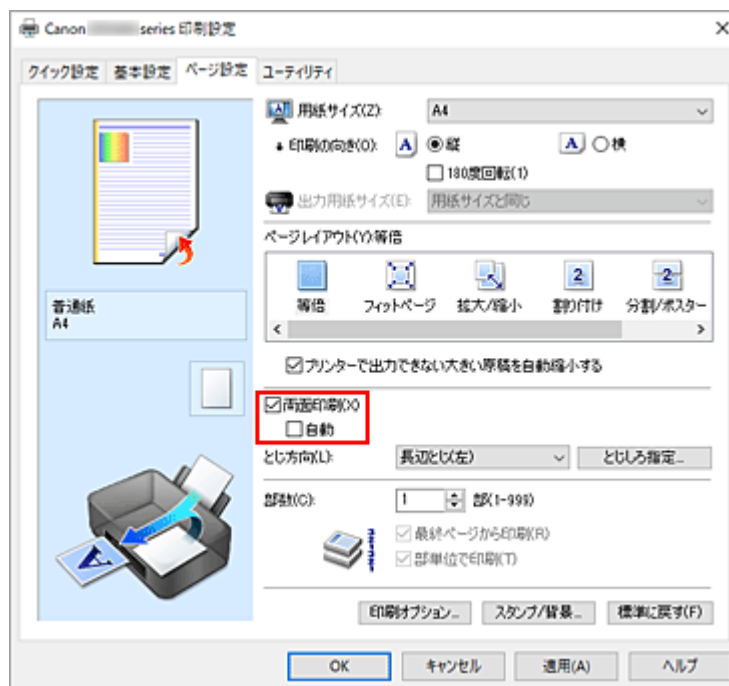 Canon series 印刷設定
クイック設定 基本設定 ページ設定 ユーティリティ
用紙サイズ(Z): A4
印刷の向き(O): A 縦 A 横
180度回転(1)
出力用紙サイズ(E): 用紙サイズと同じ
ページレイアウト(Y):等倍
2 2
等倍 フィットページ 拡大/縮小 割り付け 分割/ポスター
普通紙
A4
プリンターで出力できない大きい原稿を自動縮小する
両面印刷(X)
自動
とじ方向(L): 長辺とじ(左) とじしろ指定...
部数(C): 1 部(1-999)
最終ページから印刷(R)
部単位で印刷(T)
A
印刷オプション... スタンプ/背景... 標準に戻す(F)
OK キャンセル 適用(A) ヘルプ